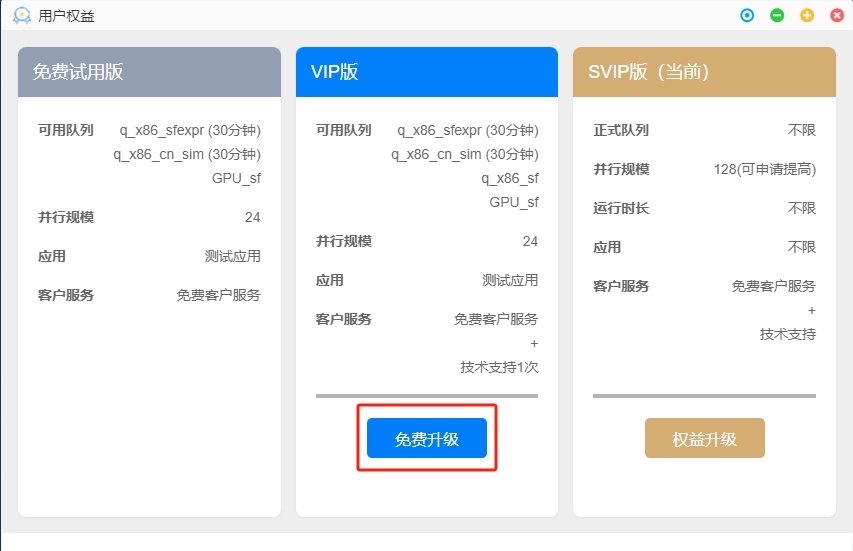 用户权益
免费试用版
可用队列 q_x86_sfexpr (30分钟)
q_x86_cn_sim (30分钟)
GPU_sf
并行规模 24
应用 测试应用
客户服务 免费客户服务
VIP版
可用队列 q_x86_sfexpr (30分钟)
q_x86_cn_sim (30分钟)
q_x86_sf
GPU_sf
并行规模 24
应用 测试应用
客户服务 免费客户服务
+
技术支持1次
免费升级
SVIP版（当前）
正式队列 不限
并行规模 128(可申请提高)
运行时长 不限
应用 不限
客户服务 免费客户服务
+
技术支持
权益升级